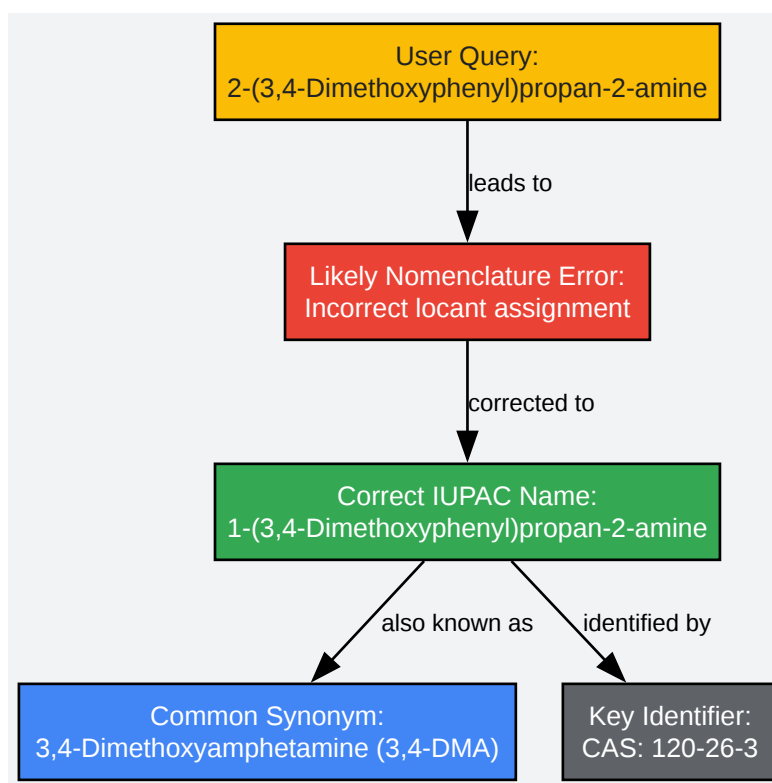 User Query:
2-(3,4-Dimethoxyphenyl)propan-2-amine
leads to
Likely Nomenclature Error:
Incorrect locant assignment
corrected to
Correct IUPAC Name:
1-(3,4-Dimethoxyphenyl)propan-2-amine
also known as
identified by
Common Synonym:
3,4-Dimethoxyamphetamine (3,4-DMA)
Key Identifier:
CAS: 120-26-3